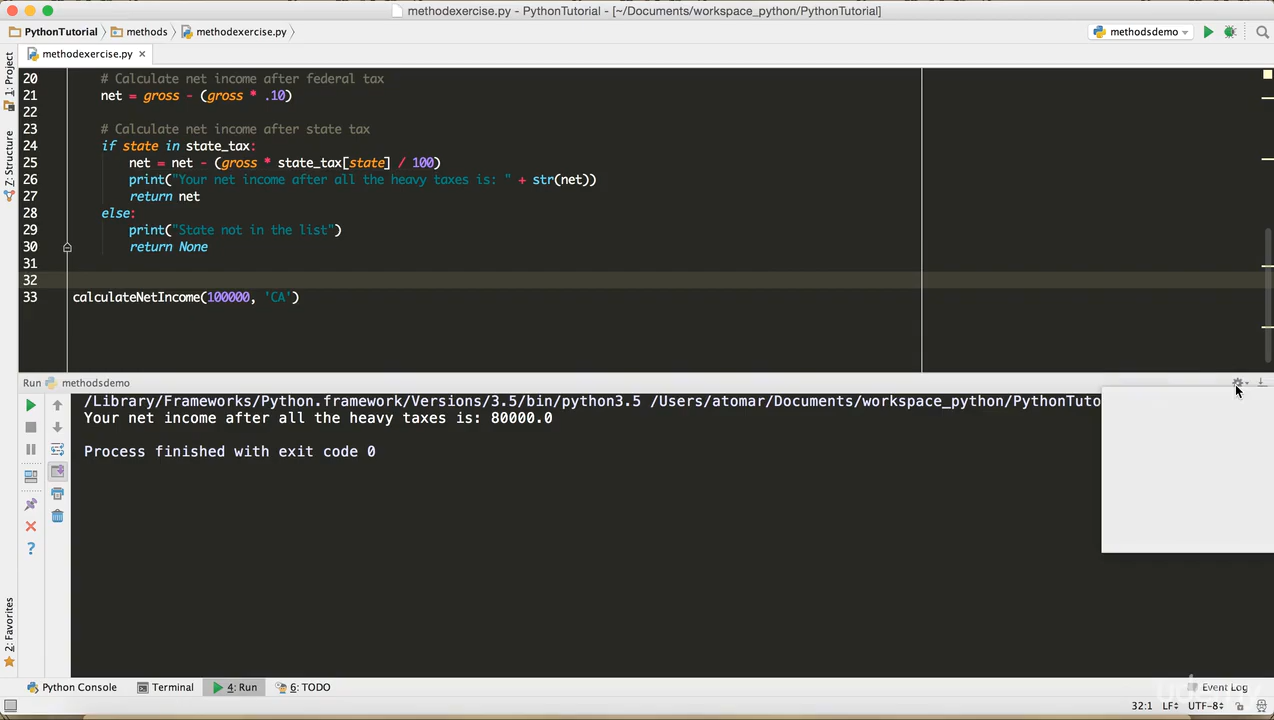 methodexercise.py - PythonTutorial - [~/Documents/workspace_python/PythonTutorial]
PythonTutorial methods methodexercise.py methodsdemo
methodexercise.py
1: Project
Z: Structure
2: Favorites
20 # Calculate net income after federal tax
21 net = gross - (gross * .10)
22
23 # Calculate net income after state tax
24 if state in state_tax:
25 net = net - (gross * state_tax[state] / 100)
26 print("Your net income after all the heavy taxes is: " + str(net))
27 return net
28 else:
29 print("State not in the list")
30 return None
31
32
33 calculateNetIncome(100000, 'CA')
Run methodsdemo
/Library/Frameworks/Python.framework/Versions/3.5/bin/python3.5 /Users/atomar/Documents/workspace_python/PythonTuto
Your net income after all the heavy taxes is: 80000.0
Process finished with exit code 0
Python Console Terminal 4: Run 6: TODO Event Log
32:1 LF UTF-8